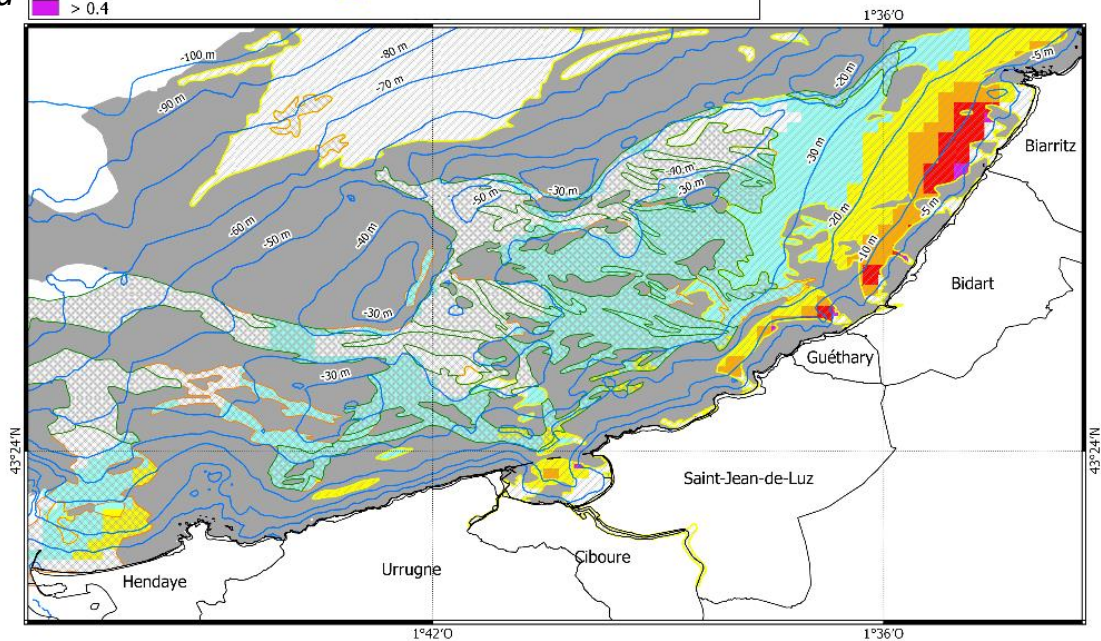 > 0.4
1°36'O
-100 m
-80 m
-5 m
-70 m
-20 m
-90 m
-30 m
Biarritz
-40 m
-50 m
-30 m
-30 m
-5 m
-60 m
-50 m
-40 m
-20 m
-10 m
Bidart
-30 m
Guéthary
-30 m
43°24'N
43°24'N
Saint-Jean-de-Luz
Ciboure
Urrugne
Hendaye
1°42'O
1°36'O